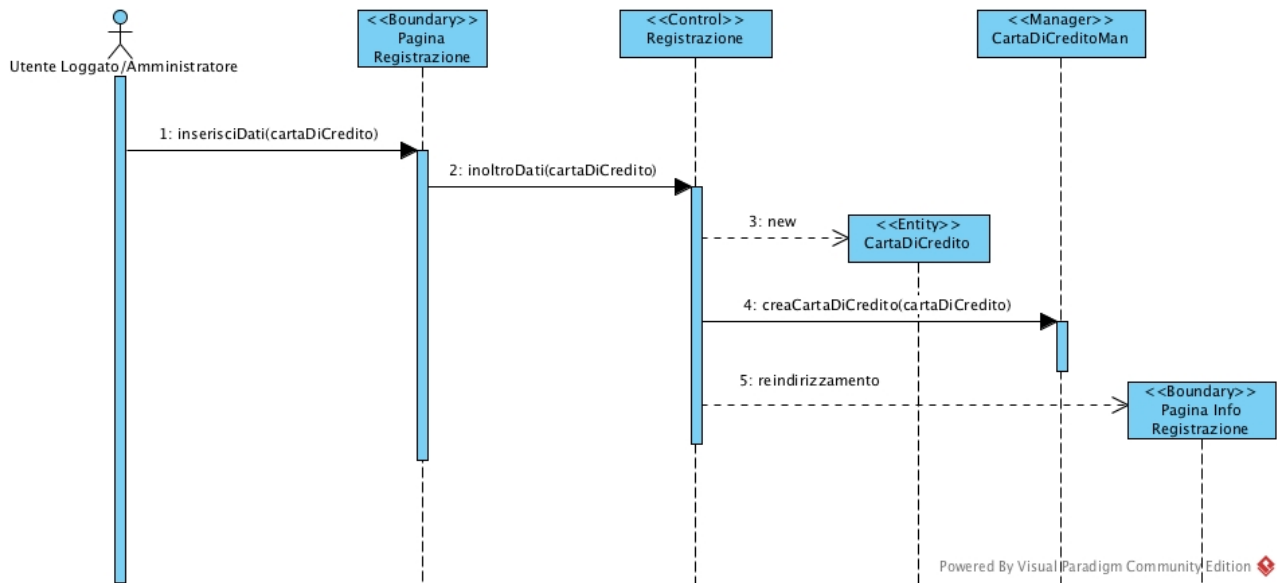 <<Boundary>>
Pagina
Registrazione
<<Control>>
Registrazione
<<Manager>>
CartaDiCreditoMan
Utente Loggato/Amministratore
1: inserisciDati(cartaDiCredito)
2: inoltroDati(cartaDiCredito)
3: new
<<Entity>>
CartaDiCredito
4: creaCartaDiCredito(cartaDiCredito)
5: reindirizzamento
<<Boundary>>
Pagina Info
Registrazione
Powered By Visual Paradigm Community Edition